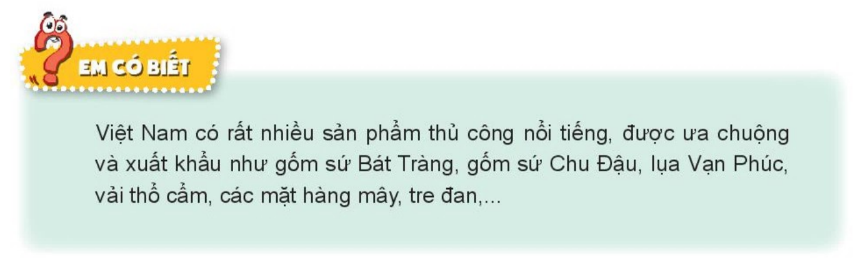 EM CÓ BIẾT
Việt Nam có rất nhiều sản phẩm thủ công nổi tiếng, được ưa chuộng
và xuất khẩu như gốm sứ Bát Tràng, gốm sứ Chu Đậu, lụa Vạn Phúc,
vải thổ cẩm, các mặt hàng mây, tre đan,...